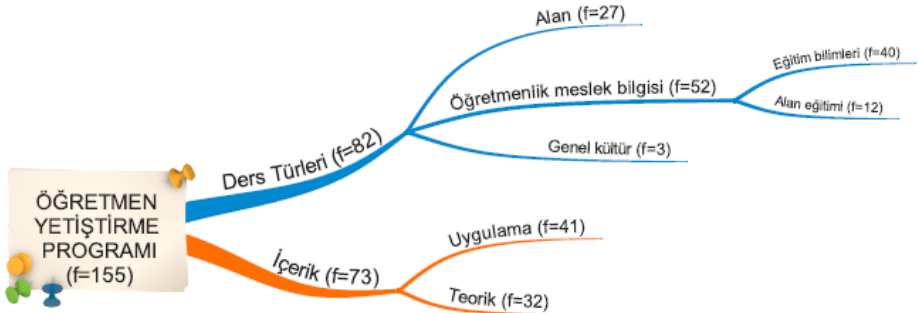 ÖĞRETMEN
YETİŞTİRME
PROGRAMI
(f=155)
Ders Türleri (f=82)
Alan (f=27)
Öğretmenlik meslek bilgisi (f=52)
Eğitim bilimleri (f=40)
Alan eğitimi (f=12)
Genel kültür (f=3)
İçerik (f=73)
Uygulama (f=41)
Teorik (f=32)